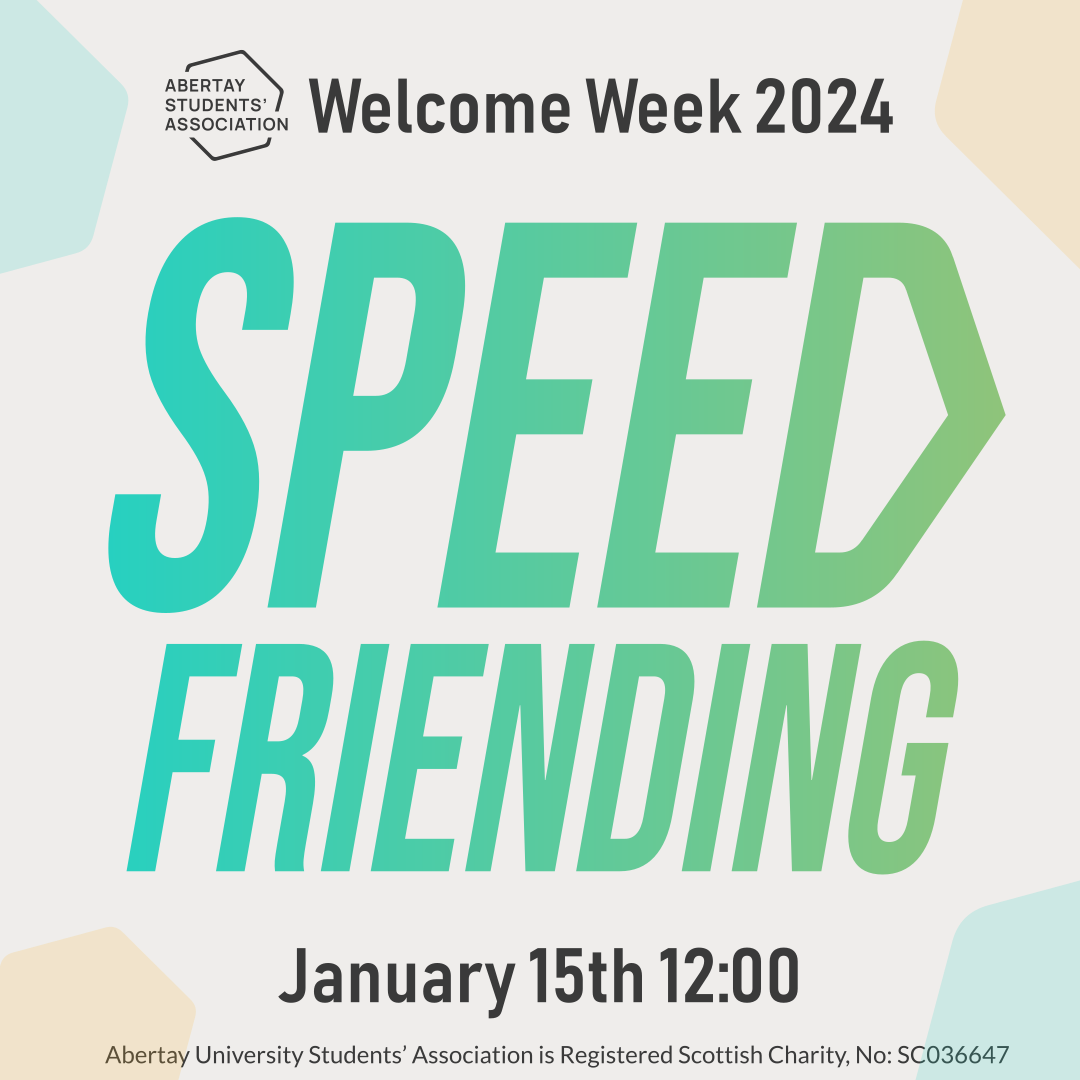 ABERTAY
STUDENTS’
ASSOCIATION
Welcome Week 2024
SPEED
FRIENDING
January 15th 12:00
Abertay University Students’ Association is Registered Scottish Charity, No: SC036647